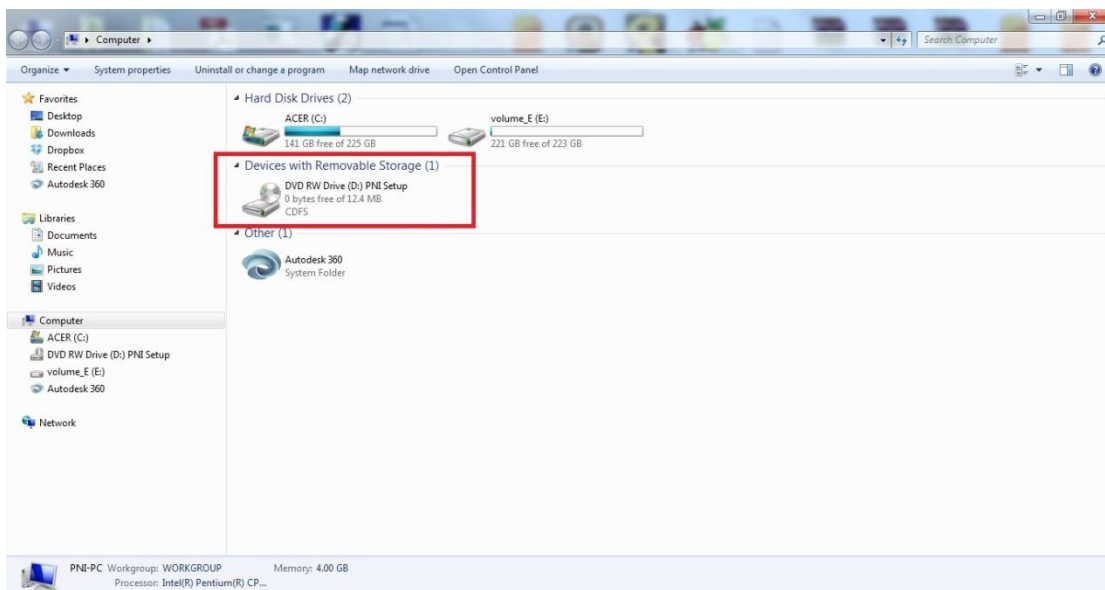 Computer
Search Computer
Organize System properties Uninstall or change a program Map network drive Open Control Panel
Favorites
Desktop
Downloads
Dropbox
Recent Places
Autodesk 360
Libraries
Documents
Music
Pictures
Videos
Computer
ACER (C:)
DVD RW Drive (D:) PNI Setup
volume_E (E:)
Autodesk 360
Network
Hard Disk Drives (2)
ACER (C:)
141 GB free of 225 GB
volume_E (E:)
221 GB free of 223 GB
Devices with Removable Storage (1)
DVD RW Drive (D:) PNI Setup
0 bytes free of 12.4 MB
CDFS
Other (1)
Autodesk 360
System Folder
PNI-PC Workgroup: WORKGROUP Memory: 4.00 GB
Processor: Intel(R) Pentium(R) CP...